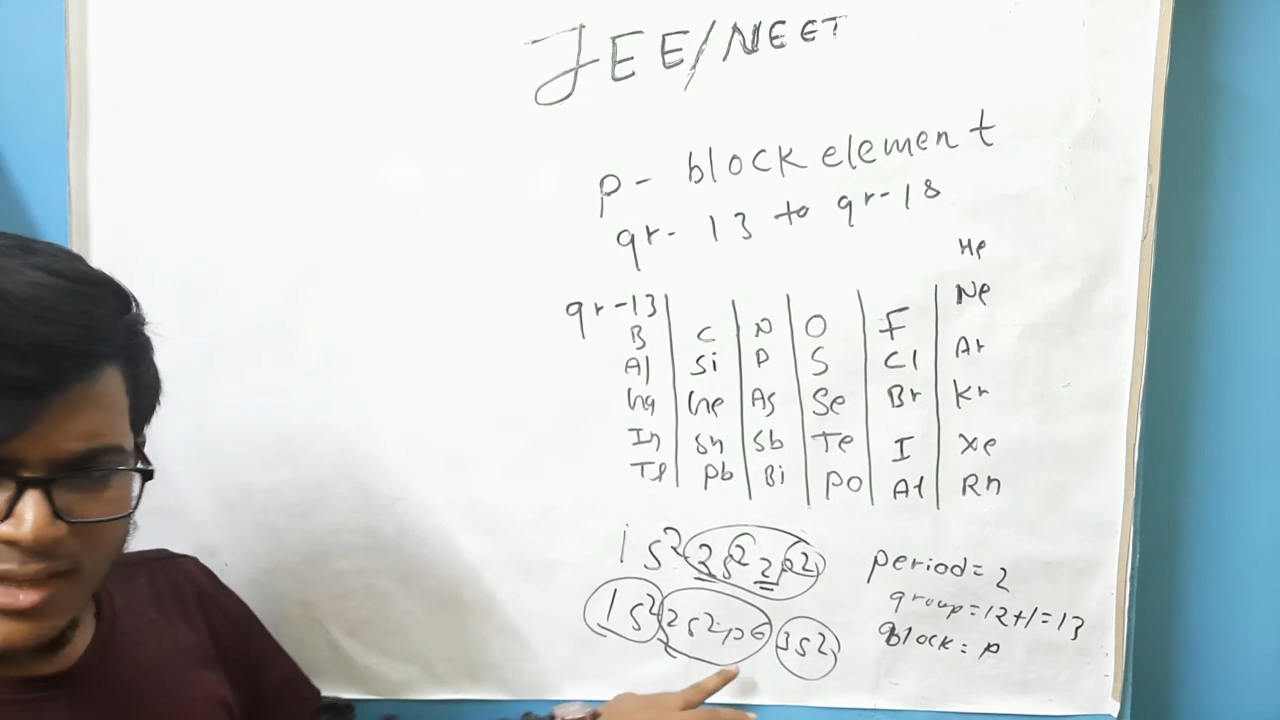 JEE/NEET
p- block element
gr- 13 to gr-18
He
gr-13 Ne
B C N O F
Al Si P S Cl Ar
Ga Ge As Se Br Kr
In Sn Sb Te I Xe
Tl Pb Bi Po At Rn
1s² 2s² 2p² period=2
group=12+1=13
1s² 2s²p6 3s² block= p